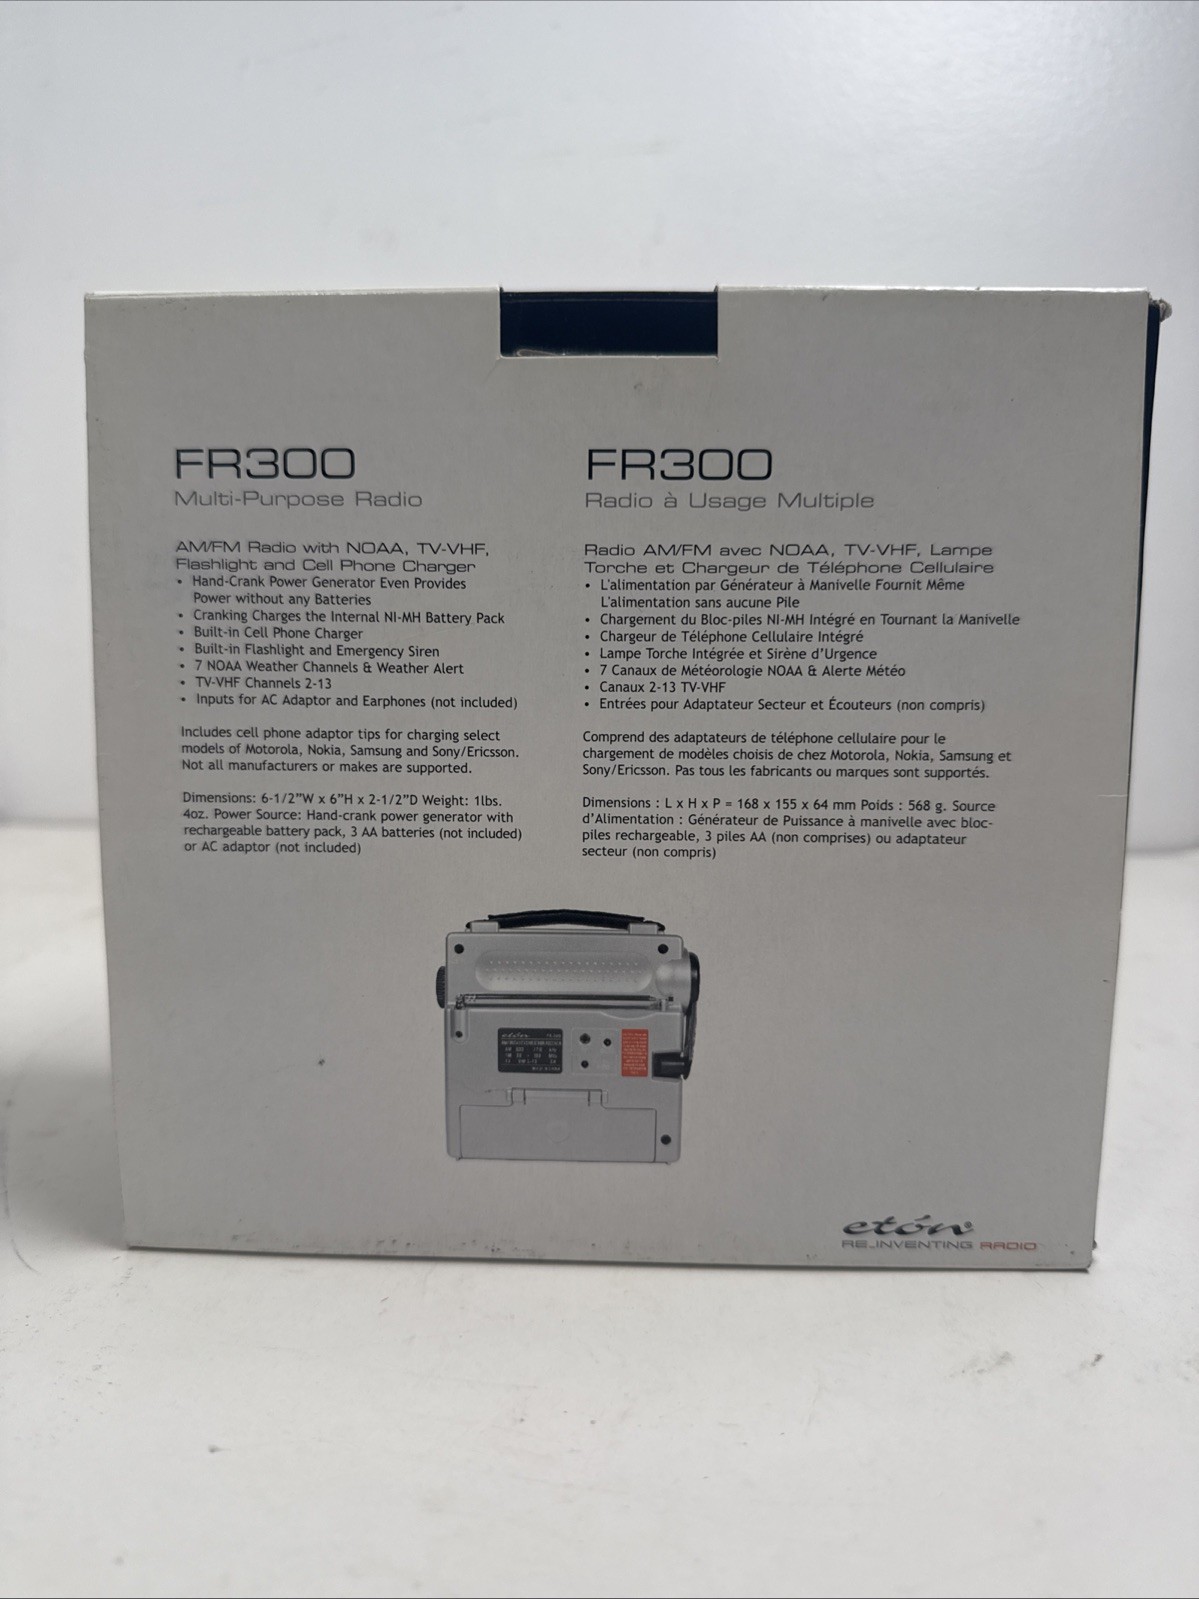 FR300
Multi-Purpose Radio
AM/FM Radio with NOAA, TV-VHF,
Flashlight and Cell Phone Charger
• Hand-Crank Power Generator Even Provides
Power without any Batteries
• Cranking Charges the Internal NI-MH Battery Pack
• Built-in Cell Phone Charger
• Built-in Flashlight and Emergency Siren
• 7 NOAA Weather Channels & Weather Alert
• TV-VHF Channels 2-13
• Inputs for AC Adaptor and Earphones (not included)
Includes cell phone adaptor tips for charging select
models of Motorola, Nokia, Samsung and Sony/Ericsson.
Not all manufacturers or makes are supported.
Dimensions: 6-1/2”W x 6”H x 2-1/2”D Weight: 1lbs.
4oz. Power Source: Hand-crank power generator with
rechargeable battery pack, 3 AA batteries (not included)
or AC adaptor (not included)
FR300
Radio à Usage Multiple
Radio AM/FM avec NOAA, TV-VHF, Lampe
Torche et Chargeur de Téléphone Cellulaire
• L'alimentation par Générateur à Manivelle Fournit Même
L'alimentation sans aucune Pile
• Chargement du Bloc-piles NI-MH Intégré en Tournant la Manivelle
• Chargeur de Téléphone Cellulaire Intégré
• Lampe Torche Intégrée et Sirène d’Urgence
• 7 Canaux de Météorologie NOAA & Alerte Météo
• Canaux 2-13 TV-VHF
• Entrées pour Adaptateur Secteur et Écouteurs (non compris)
Comprend des adaptateurs de téléphone cellulaire pour le
chargement de modèles choisis de chez Motorola, Nokia, Samsung et
Sony/Ericsson. Pas tous les fabricants ou marques sont supportés.
Dimensions : L x H x P = 168 x 155 x 64 mm Poids : 568 g. Source
d’Alimentation : Générateur de Puissance à manivelle avec bloc-
piles rechargeable, 3 piles AA (non comprises) ou adaptateur
secteur (non compris)
etón
etón®
RE_INVENTING RADIO